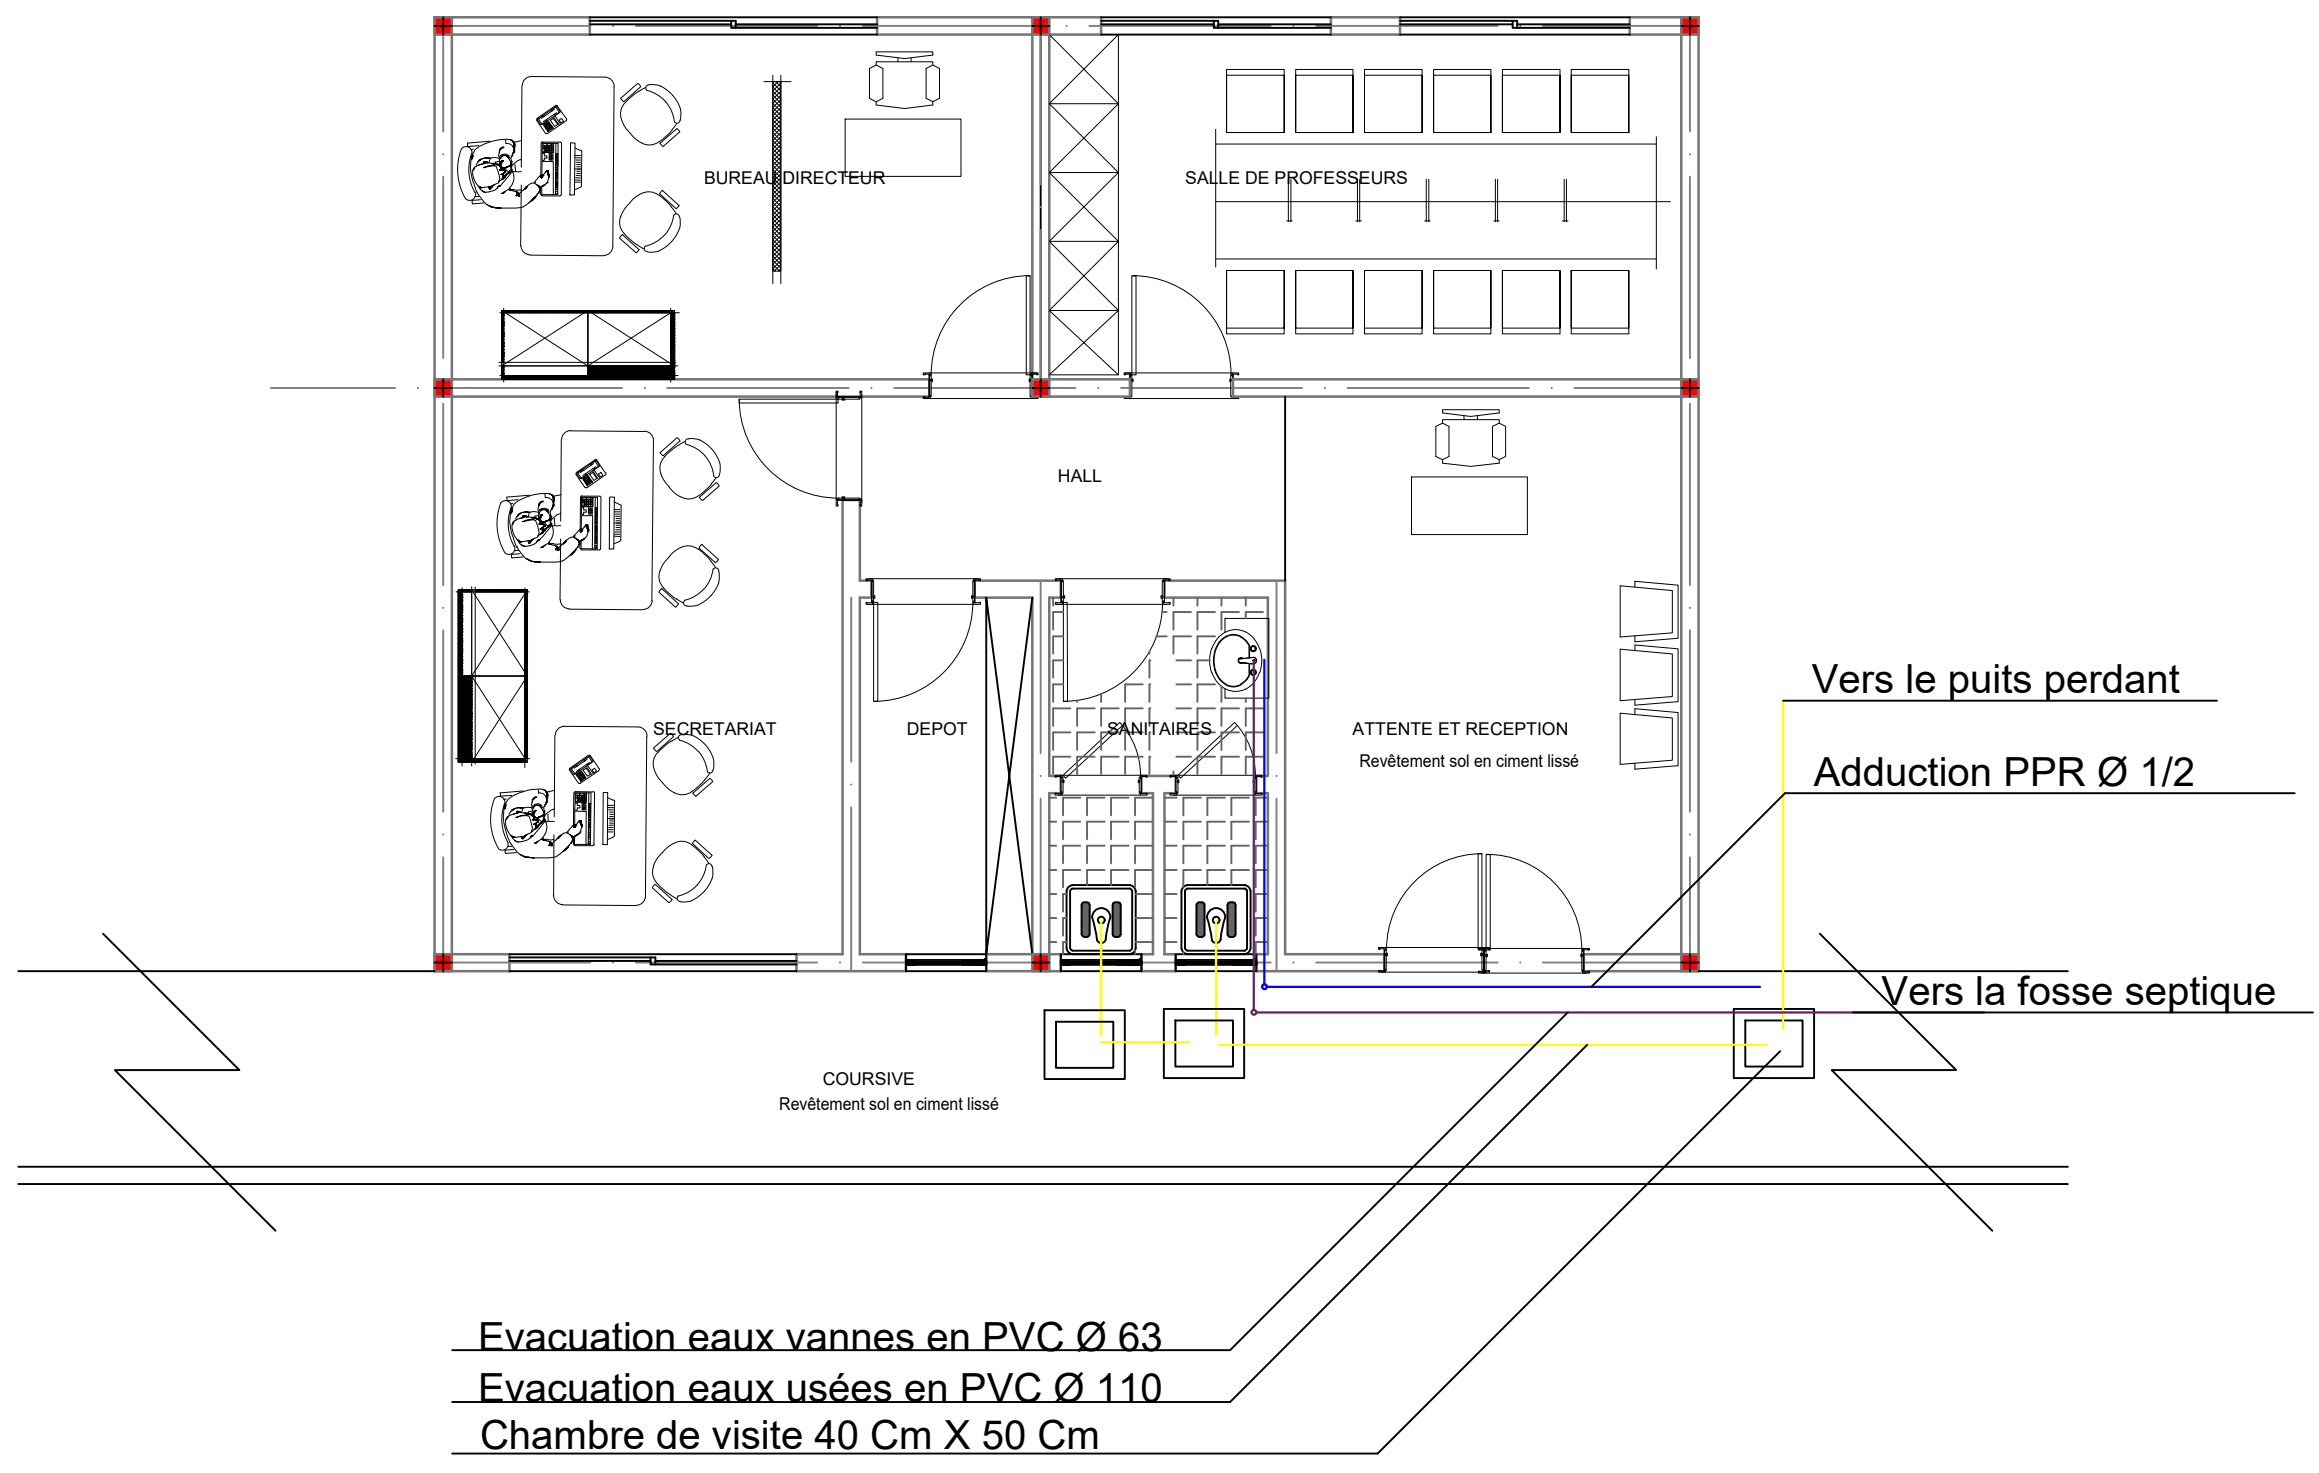 BUREAU DIRECTEUR
SALLE DE PROFESSEURS
HALL
SECRETARIAT
DEPOT
SANITAIRES
ATTENTE ET RECEPTION
Revêtement sol en ciment lissé
Vers le puits perdant
Adduction PPR Ø 1/2
Vers la fosse septique
COURSIVE
Revêtement sol en ciment lissé
Evacuation eaux vannes en PVC Ø 63
Evacuation eaux usées en PVC Ø 110
Chambre de visite 40 Cm X 50 Cm